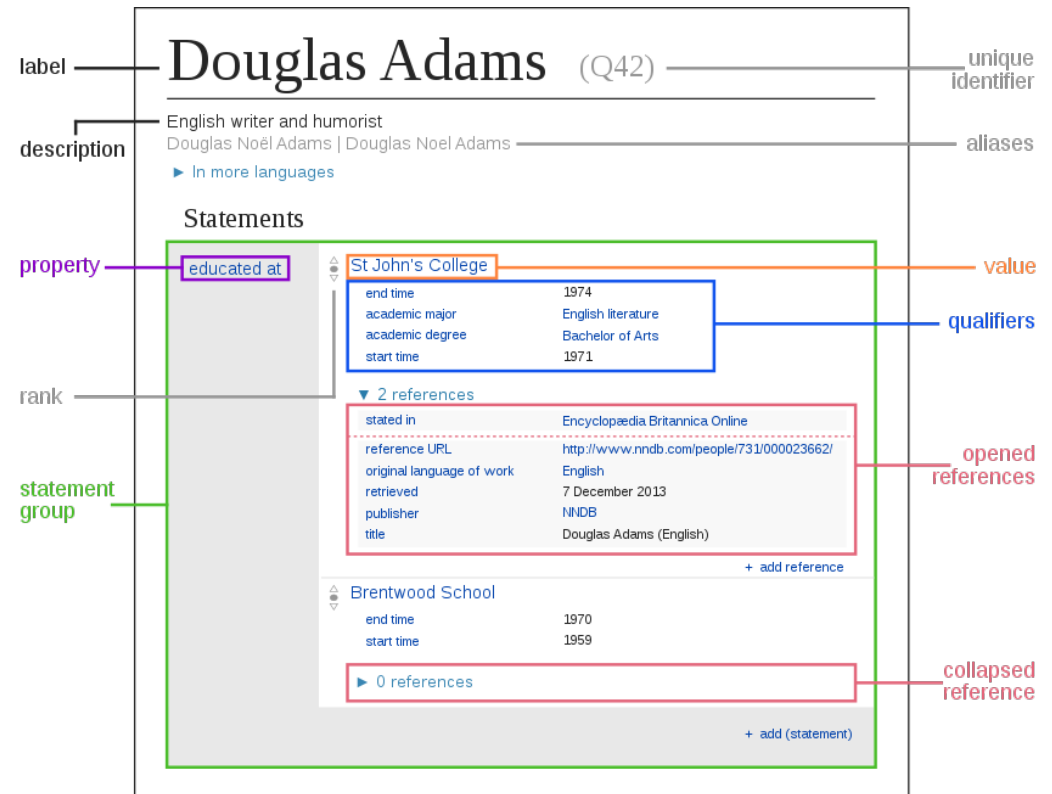 label
Douglas Adams (Q42)
unique
identifier
description
English writer and humorist
Douglas Noël Adams | Douglas Noel Adams
aliases
► In more languages
Statements
property
educated at
St John's College
value
end time 1974
academic major English literature
academic degree Bachelor of Arts
start time 1971
qualifiers
rank
▼ 2 references
stated in Encyclopædia Britannica Online
reference URL http://www.nndb.com/people/731/000023662/
original language of work English
retrieved 7 December 2013
publisher NNDB
title Douglas Adams (English)
opened
references
statement
group
+ add reference
Brentwood School
end time 1970
start time 1959
► 0 references
collapsed
reference
+ add (statement)